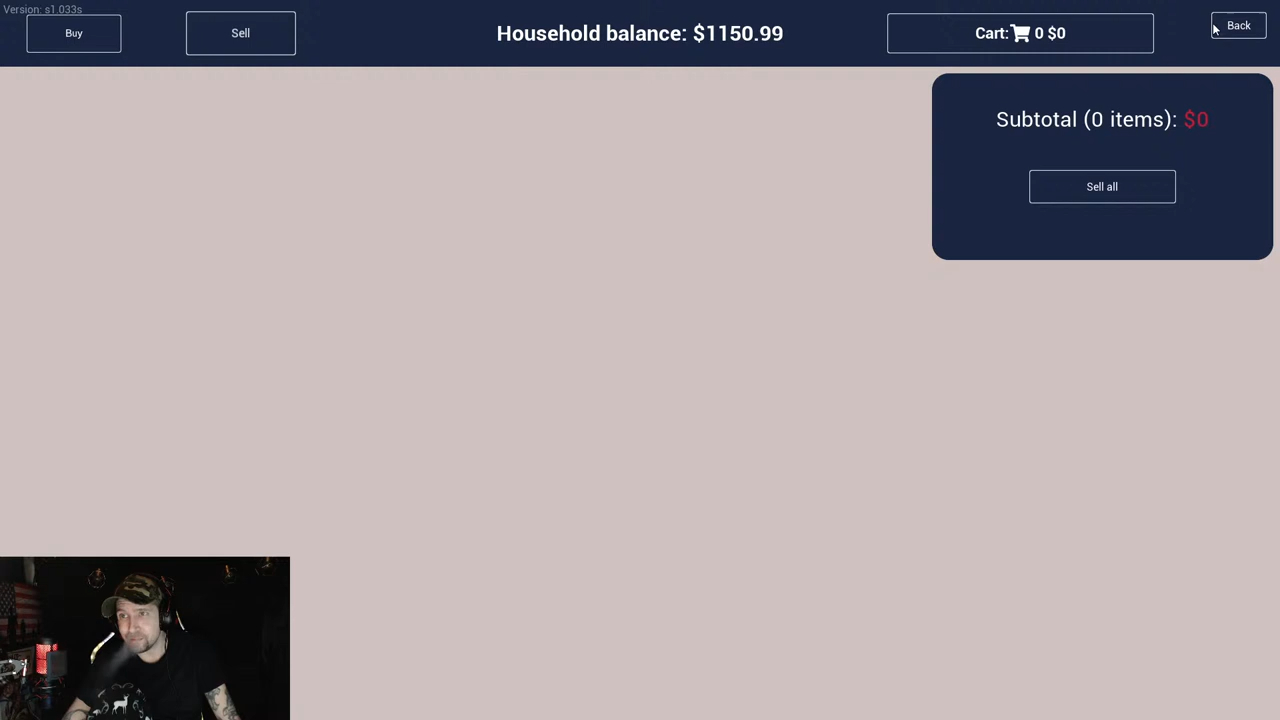 Version: s1.033s
Buy
Sell
Household balance: $1150.99
Cart: 0 $0
Back
Subtotal (0 items): $0
Sell all